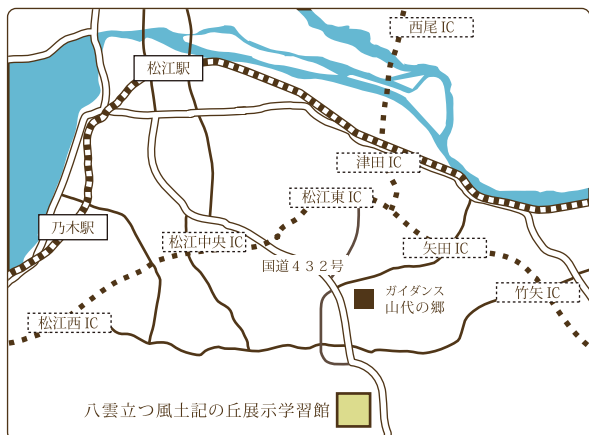 西尾 IC
松江駅
津田 IC
松江東 IC
乃木駅
松江中央 IC
矢田 IC
国道４３２号
ガイダンス
山代の郷
竹矢 IC
松江西 IC
八雲立つ風土記の丘展示学習館